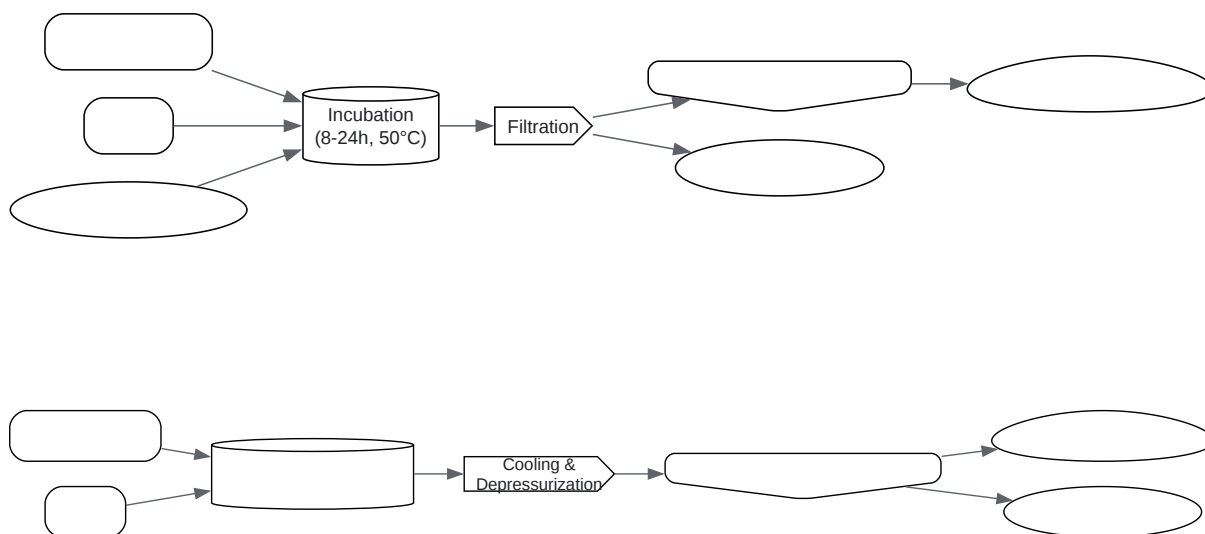 Incubation
(8-24h, 50°C)
Filtration
Cooling &
Depressurization